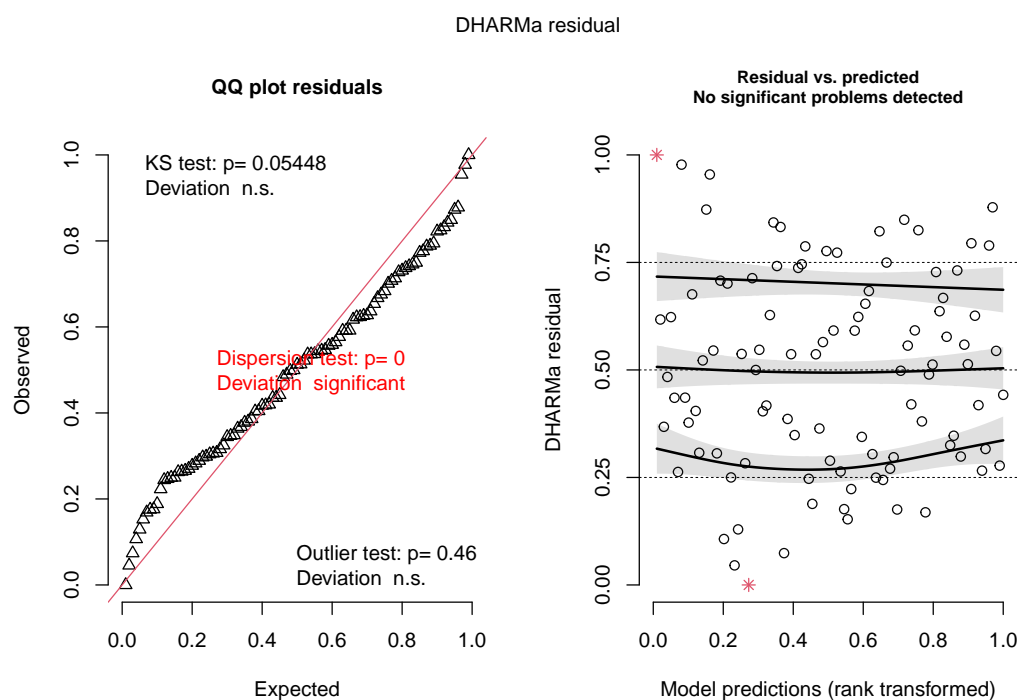 DHARMa residual
QQ plot residuals
KS test: p= 0.05448
Deviation n.s.
Dispersion test: p= 0
Deviation significant
Outlier test: p= 0.46
Deviation n.s.
Observed
0.0
0.2
0.4
0.6
0.8
1.0
0.0 0.2 0.4 0.6 0.8 1.0
Expected
Residual vs. predicted
No significant problems detected
DHARMa residual
0.00
0.25
0.50
0.75
1.00
0.0 0.2 0.4 0.6 0.8 1.0
Model predictions (rank transformed)